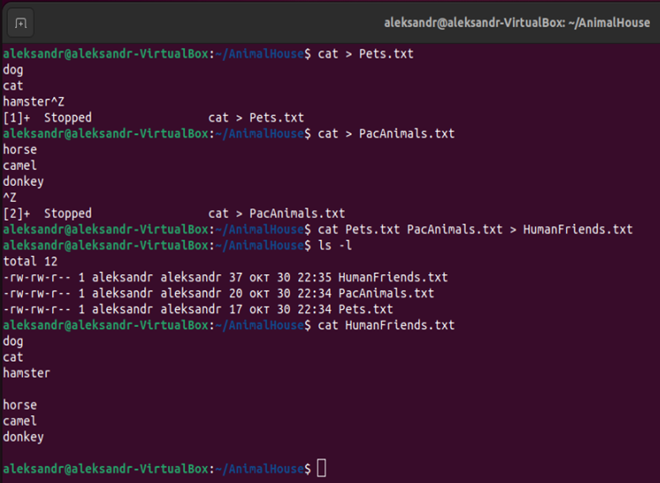 aleksandr@aleksandr-VirtualBox: ~/AnimalHouse
aleksandr@aleksandr-VirtualBox:~/AnimalHouse$ cat > Pets.txt
dog
cat
hamster^Z
[1]+  Stopped                 cat > Pets.txt
aleksandr@aleksandr-VirtualBox:~/AnimalHouse$ cat > PacAnimals.txt
horse
camel
donkey
^Z
[2]+  Stopped                 cat > PacAnimals.txt
aleksandr@aleksandr-VirtualBox:~/AnimalHouse$ cat Pets.txt PacAnimals.txt > HumanFriends.txt
aleksandr@aleksandr-VirtualBox:~/AnimalHouse$ ls -l
total 12
-rw-rw-r-- 1 aleksandr aleksandr 37 окт 30 22:35 HumanFriends.txt
-rw-rw-r-- 1 aleksandr aleksandr 20 окт 30 22:34 PacAnimals.txt
-rw-rw-r-- 1 aleksandr aleksandr 17 окт 30 22:34 Pets.txt
aleksandr@aleksandr-VirtualBox:~/AnimalHouse$ cat HumanFriends.txt
dog
cat
hamster
horse
camel
donkey
aleksandr@aleksandr-VirtualBox:~/AnimalHouse$